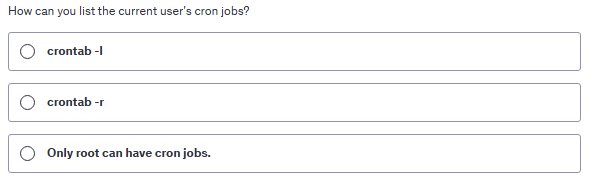 How can you list the current user's cron jobs?
crontab -l
crontab -r
Only root can have cron jobs.